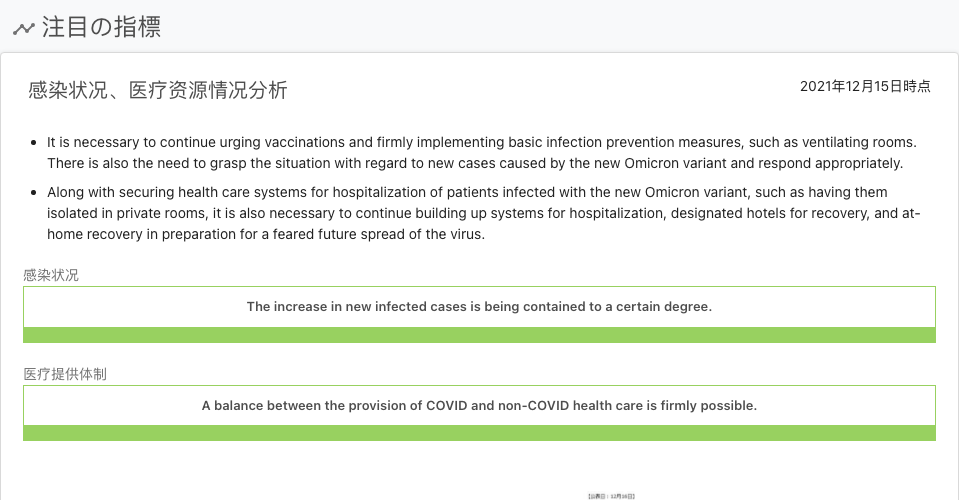 注目の指標
感染状况、医疗资源情况分析
2021年12月15日時点
It is necessary to continue urging vaccinations and firmly implementing basic infection prevention measures, such as ventilating rooms.
There is also the need to grasp the situation with regard to new cases caused by the new Omicron variant and respond appropriately.
Along with securing health care systems for hospitalization of patients infected with the new Omicron variant, such as having them
isolated in private rooms, it is also necessary to continue building up systems for hospitalization, designated hotels for recovery, and at-
home recovery in preparation for a feared future spread of the virus.
感染状况
The increase in new infected cases is being contained to a certain degree.
医疗提供体制
A balance between the provision of COVID and non-COVID health care is firmly possible.